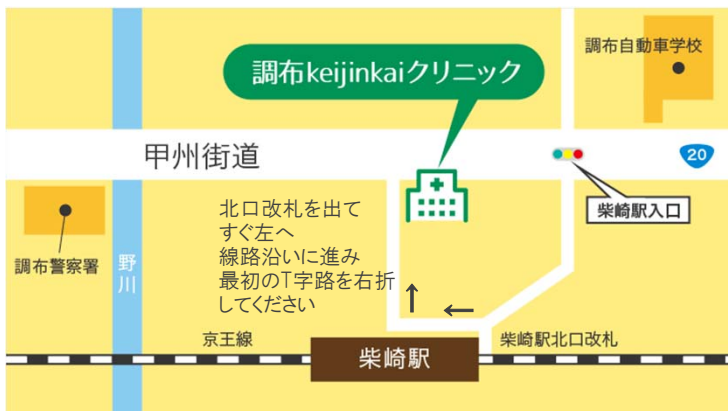 調布自動車学校
調布keijinkaiクリニック
甲州街道
20
柴崎駅入口
調布警察署
野川
北口改札を出て
すぐ左へ
線路沿いに進み
最初のT字路を右折
してください
↑
←
京王線
柴崎駅北口改札
柴崎駅